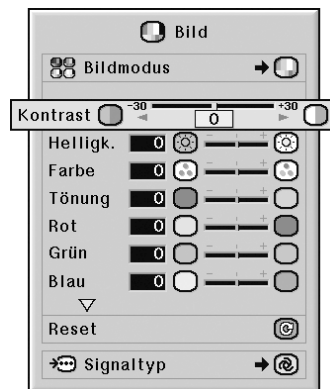 Bild
Bildmodus
Kontrast -30 0 +30
Helligk. 0 - +
Farbe 0 - +
Tönung 0 - +
Rot 0 - +
Grün 0 - +
Blau 0 - +
Reset
Signaltyp